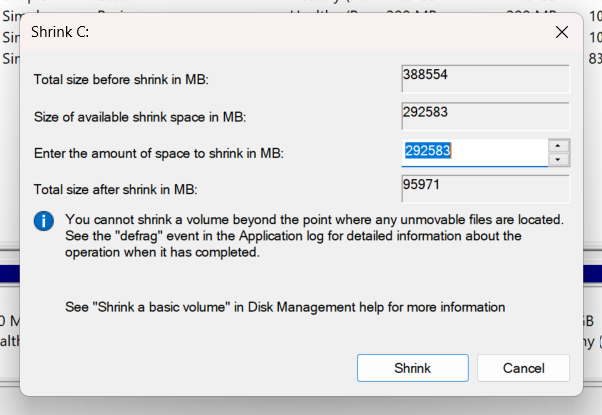 Shrink C:
Total size before shrink in MB:
388554
Size of available shrink space in MB:
292583
Enter the amount of space to shrink in MB:
292583
Total size after shrink in MB:
95971
You cannot shrink a volume beyond the point where any unmovable files are located.
See the "defrag" event in the Application log for detailed information about the
operation when it has completed.
See "Shrink a basic volume" in Disk Management help for more information
Shrink
Cancel